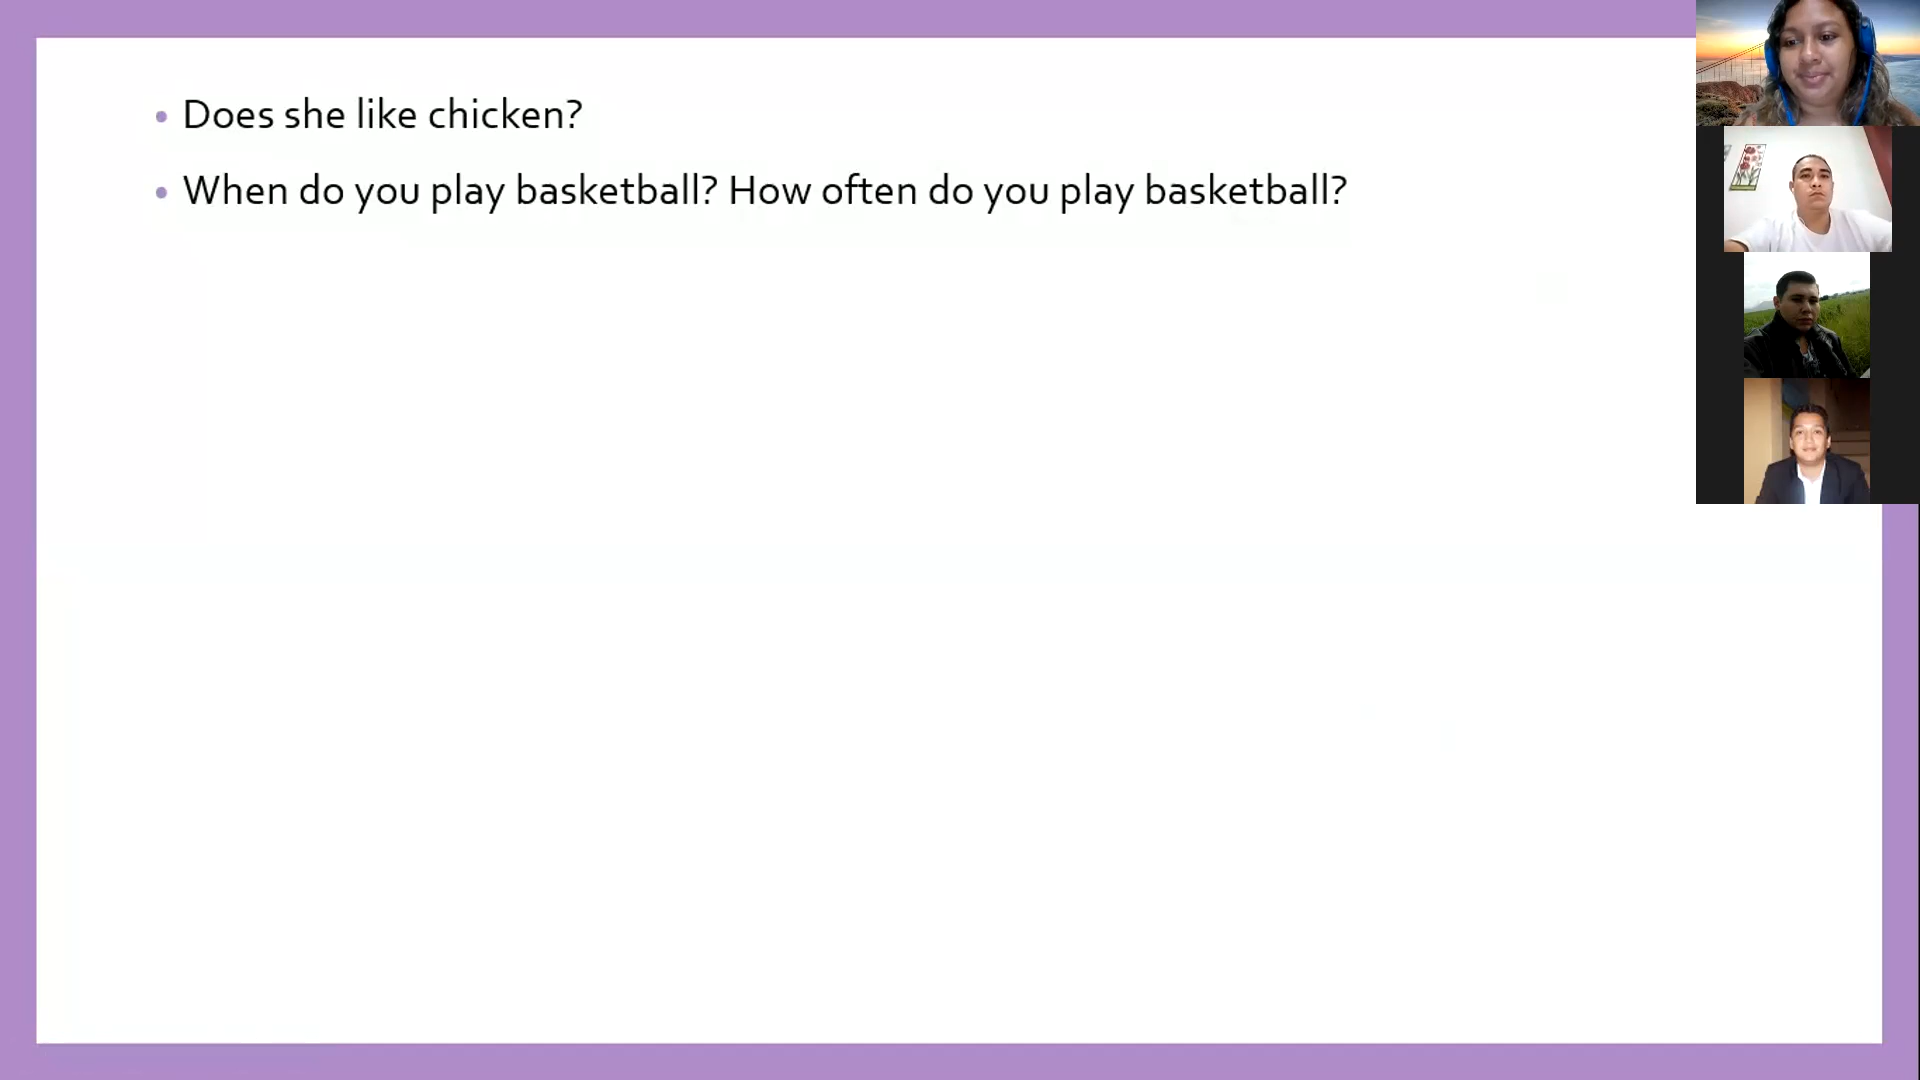 • Does she like chicken?
• When do you play basketball? How often do you play basketball?